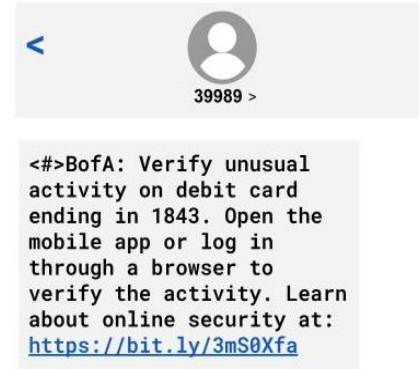 <
39989 >
<#>BofA: Verify unusual
activity on debit card
ending in 1843. Open the
mobile app or log in
through a browser to
verify the activity. Learn
about online security at:
https://bit.ly/3mS0Xfa